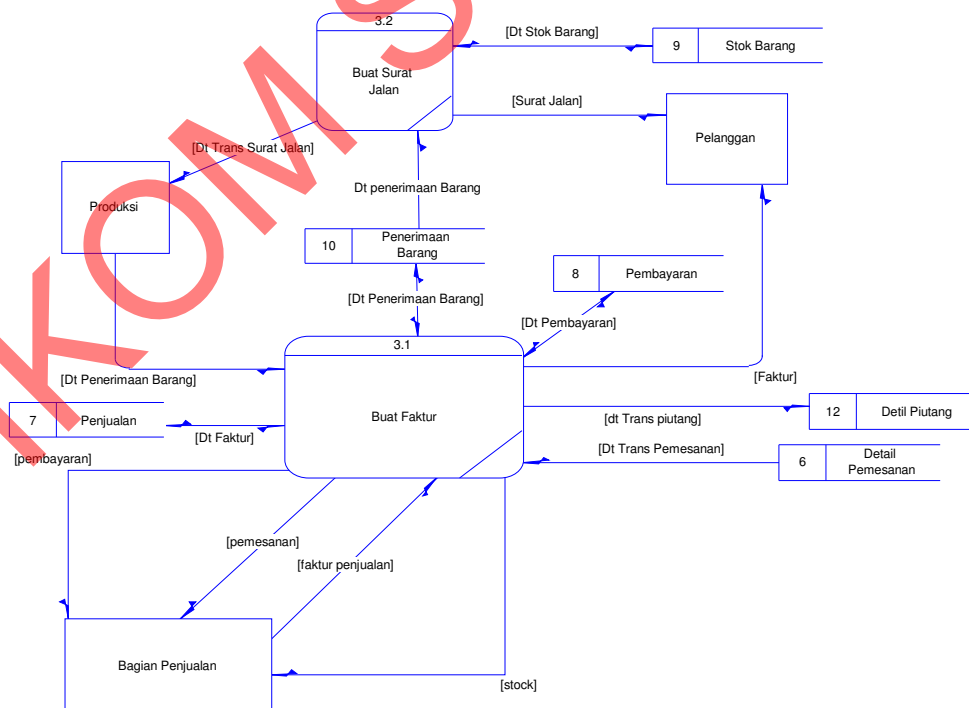 3.2
Buat Surat
Jalan
[Dt Stok Barang]
9
Stok Barang
[Surat Jalan]
Pelanggan
[Dt Trans Surat Jalan]
Produksi
Dt penerimaan Barang
10
Penerimaan
Barang
8
Pembayaran
[Dt Penerimaan Barang]
[Dt Pembayaran]
3.1
Buat Faktur
[Dt Penerimaan Barang]
[Faktur]
7
Penjualan
[Dt Faktur]
[dt Trans piutang]
12
Detil Piutang
[pembayaran]
[Dt Trans Pemesanan]
6
Detail
Pemesanan
[pemesanan]
[faktur penjualan]
Bagian Penjualan
[stock]
IKOM S